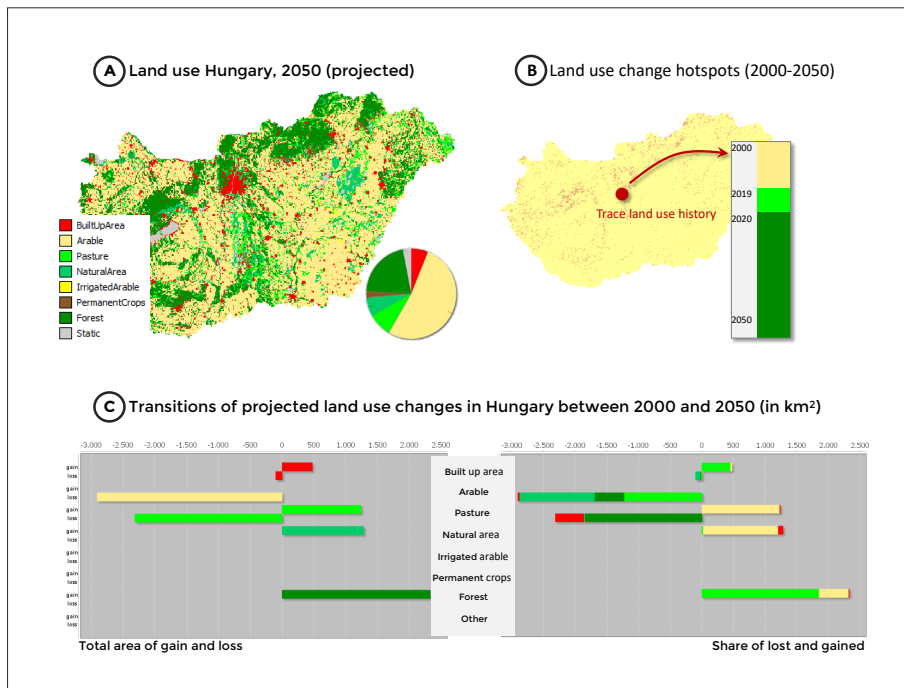 A Land use Hungary, 2050 (projected)
BuiltUpArea
Arable
Pasture
NaturalArea
IrrigatedArable
PermanentCrops
Forest
Static
B Land use change hotspots (2000-2050)
Trace land use history
2000
2019
2020
2050
C Transitions of projected land use changes in Hungary between 2000 and 2050 (in km²)
-3.000 -2.500 -2.000 -1.500 -1.000 -500 0 500 1.000 1.500 2.000 2.500
-3.000 -2.500 -2.000 -1.500 -1.000 -500 0 500 1.000 1.500 2.000 2.500
gain
loss
Built up area
gain
loss
Arable
gain
loss
Pasture
gain
loss
Natural area
gain
loss
Irrigated arable
gain
loss
Permanent crops
gain
loss
Forest
gain
loss
Other
Total area of gain and loss
Share of lost and gained